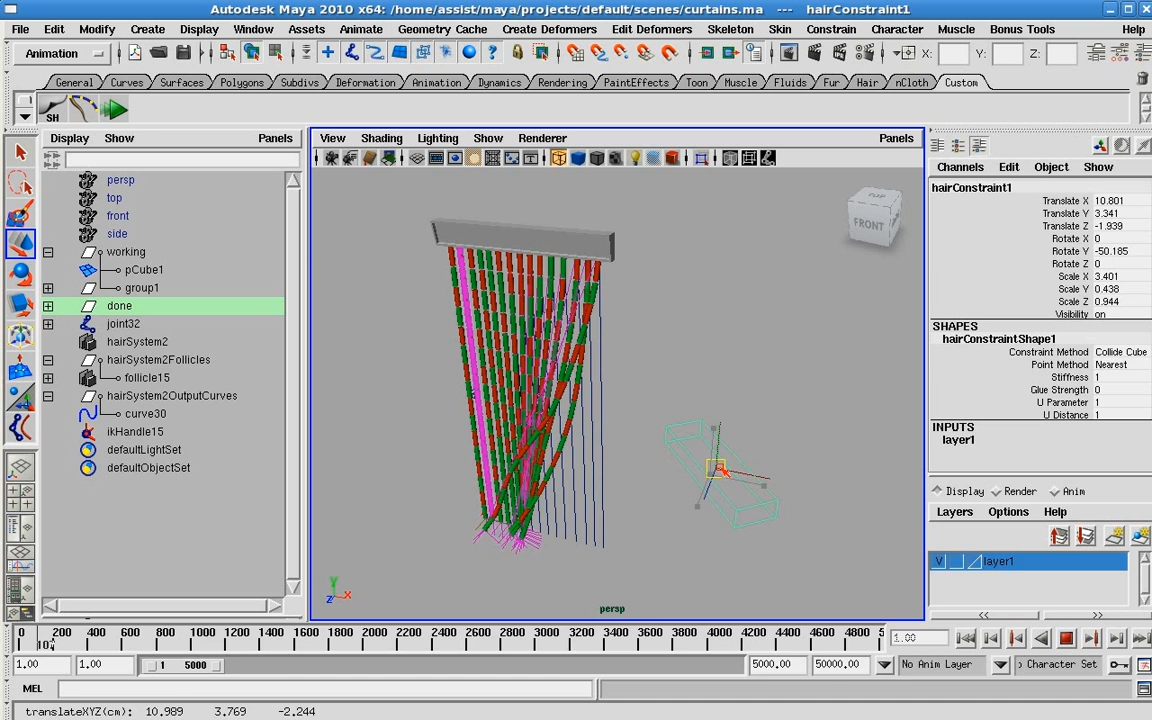 Autodesk Maya 2010 x64: /home/assist/maya/projects/default/scenes/curtains.ma --- hairConstraint1
File Edit Modify Create Display Window Assets Animate Geometry Cache Create Deformers Edit Deformers Skeleton Skin Constrain Character Muscle Bonus Tools Help
Animation X: Y: Z:
General Curves Surfaces Polygons Subdivs Deformation Animation Dynamics Rendering PaintEffects Toon Muscle Fluids Fur Hair nCloth Custom
SH
Display Show Panels
View Shading Lighting Show Renderer Panels
persp
top
front
side
working
pCube1
group1
done
joint32
hairSystem2
hairSystem2Follicles
follicle15
hairSystem2OutputCurves
curve30
ikHandle15
defaultLightSet
defaultObjectSet
TOP
FRONT
Y
Z X
persp
Channels Edit Object Show
hairConstraint1
Translate X 10.801
Translate Y 3.341
Translate Z -1.939
Rotate X 0
Rotate Y -50.185
Rotate Z 0
Scale X 3.401
Scale Y 0.438
Scale Z 0.944
Visibility on
SHAPES
hairConstraintShape1
Constraint Method Collide Cube
Point Method Nearest
Stiffness 1
Glue Strength 0
U Parameter 1
U Distance 1
INPUTS
layer1
Display Render Anim
Layers Options Help
V layer1
<< >>
0 200 400 600 800 1000 1200 1400 1600 1800 2000 2200 2400 2600 2800 3000 3200 3400 3600 3800 4000 4200 4400 4600 4800 5
1.00
1.00 1.00 1 5000 5000.00 50000.00 No Anim Layer Character Set
MEL
translateXYZ(cm): 10.989 3.769 -2.244